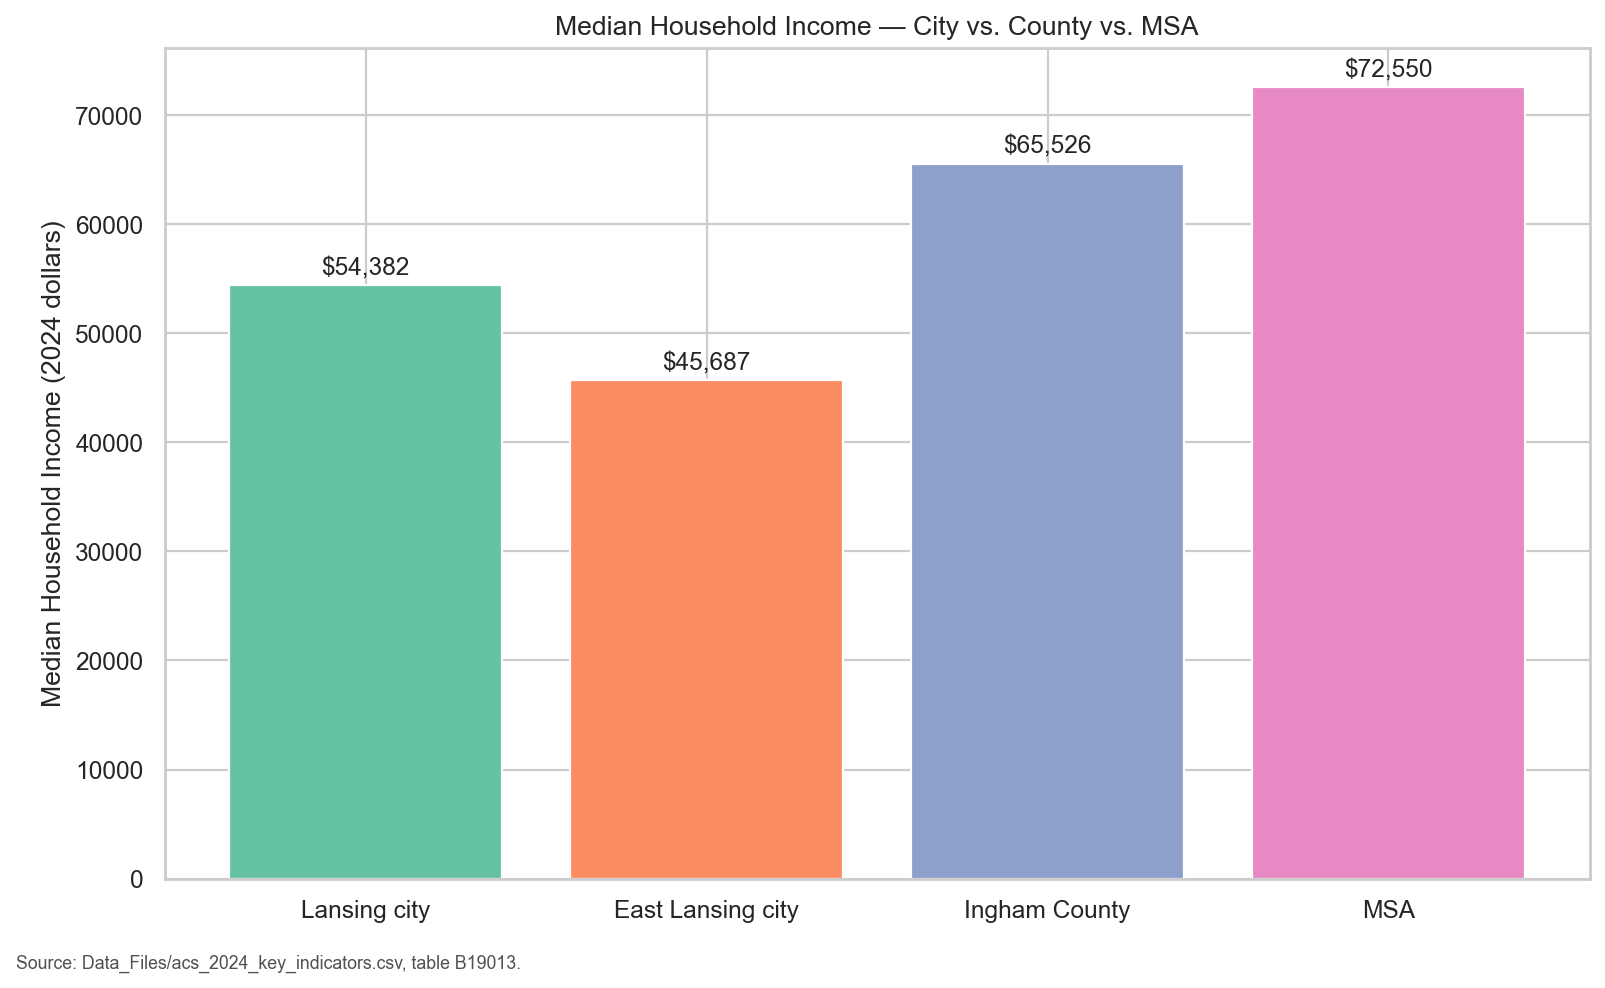 Median Household Income — City vs. County vs. MSA
Median Household Income (2024 dollars)
70000
60000
50000
40000
30000
20000
10000
0
$54,382
$45,687
$65,526
$72,550
Lansing city
East Lansing city
Ingham County
MSA
Source: Data_Files/acs_2024_key_indicators.csv, table B19013.